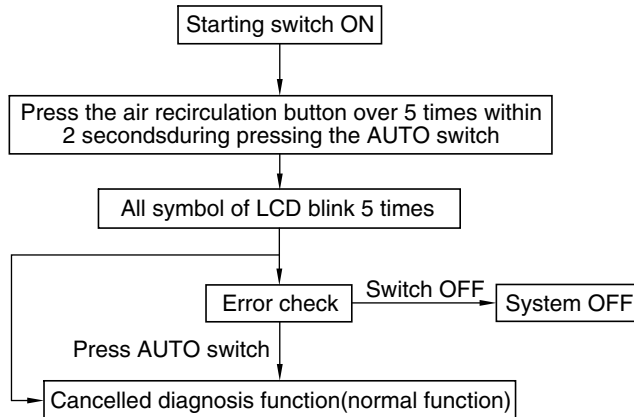 Starting switch ON
Press the air recirculation button over 5 times within
2 secondsduring pressing the AUTO switch
All symbol of LCD blink 5 times
Error check
Switch OFF
System OFF
Press AUTO switch
Cancelled diagnosis function(normal function)